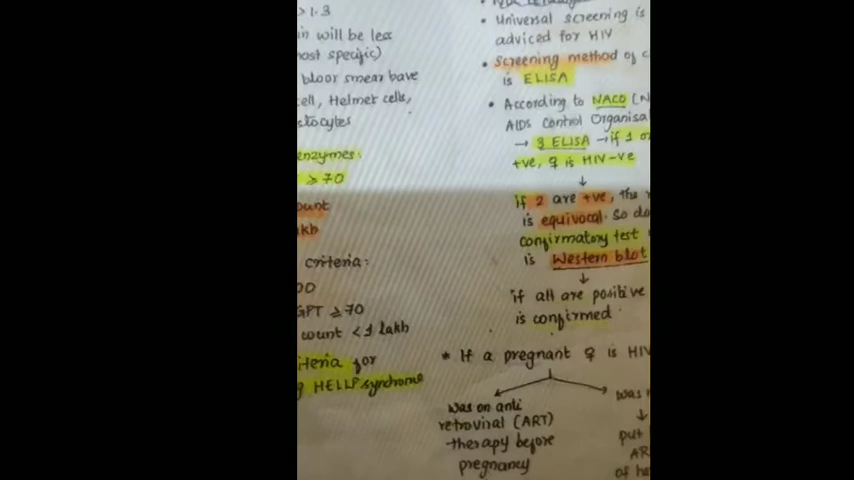 >1.3
in will be less
most specific)
bloor smear have
cell, Helmet cells,
stocytes
enzymes:
≥70
ount
akh
criteria:
00
GPT ≥70
count <1 lakh
iteria for
g HELLP syndrome
• Universal screening is
adviced for HIV
• Screening method of c
is ELISA
• According to NACO (N
AIDS control Organisa
→ 3 ELISA → if 1 or
+ve, ♀ is HIV-ve
↓
if 2 are +ve, the r
is equivocal. So do
confirmatory test
is Western blot
↓
if all are positive
is confirmed
* If a pregnant ♀ is HIV
Was on anti
retroviral (ART)
therapy before
pregnancy
was
↓
put
AR
of ha